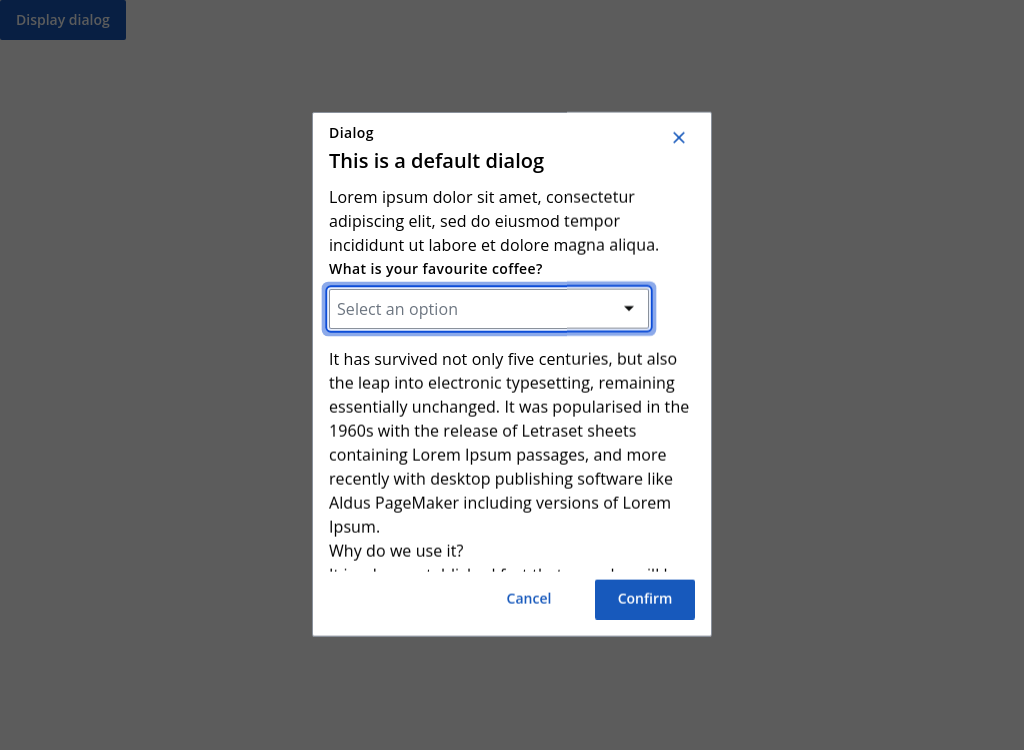 Display dialog
Dialog
This is a default dialog
Lorem ipsum dolor sit amet, consectetur
adipiscing elit, sed do eiusmod tempor
incididunt ut labore et dolore magna aliqua.
What is your favourite coffee?
Select an option
It has survived not only five centuries, but also
the leap into electronic typesetting, remaining
essentially unchanged. It was popularised in the
1960s with the release of Letraset sheets
containing Lorem Ipsum passages, and more
recently with desktop publishing software like
Aldus PageMaker including versions of Lorem
Ipsum.
Why do we use it?
Cancel
Confirm